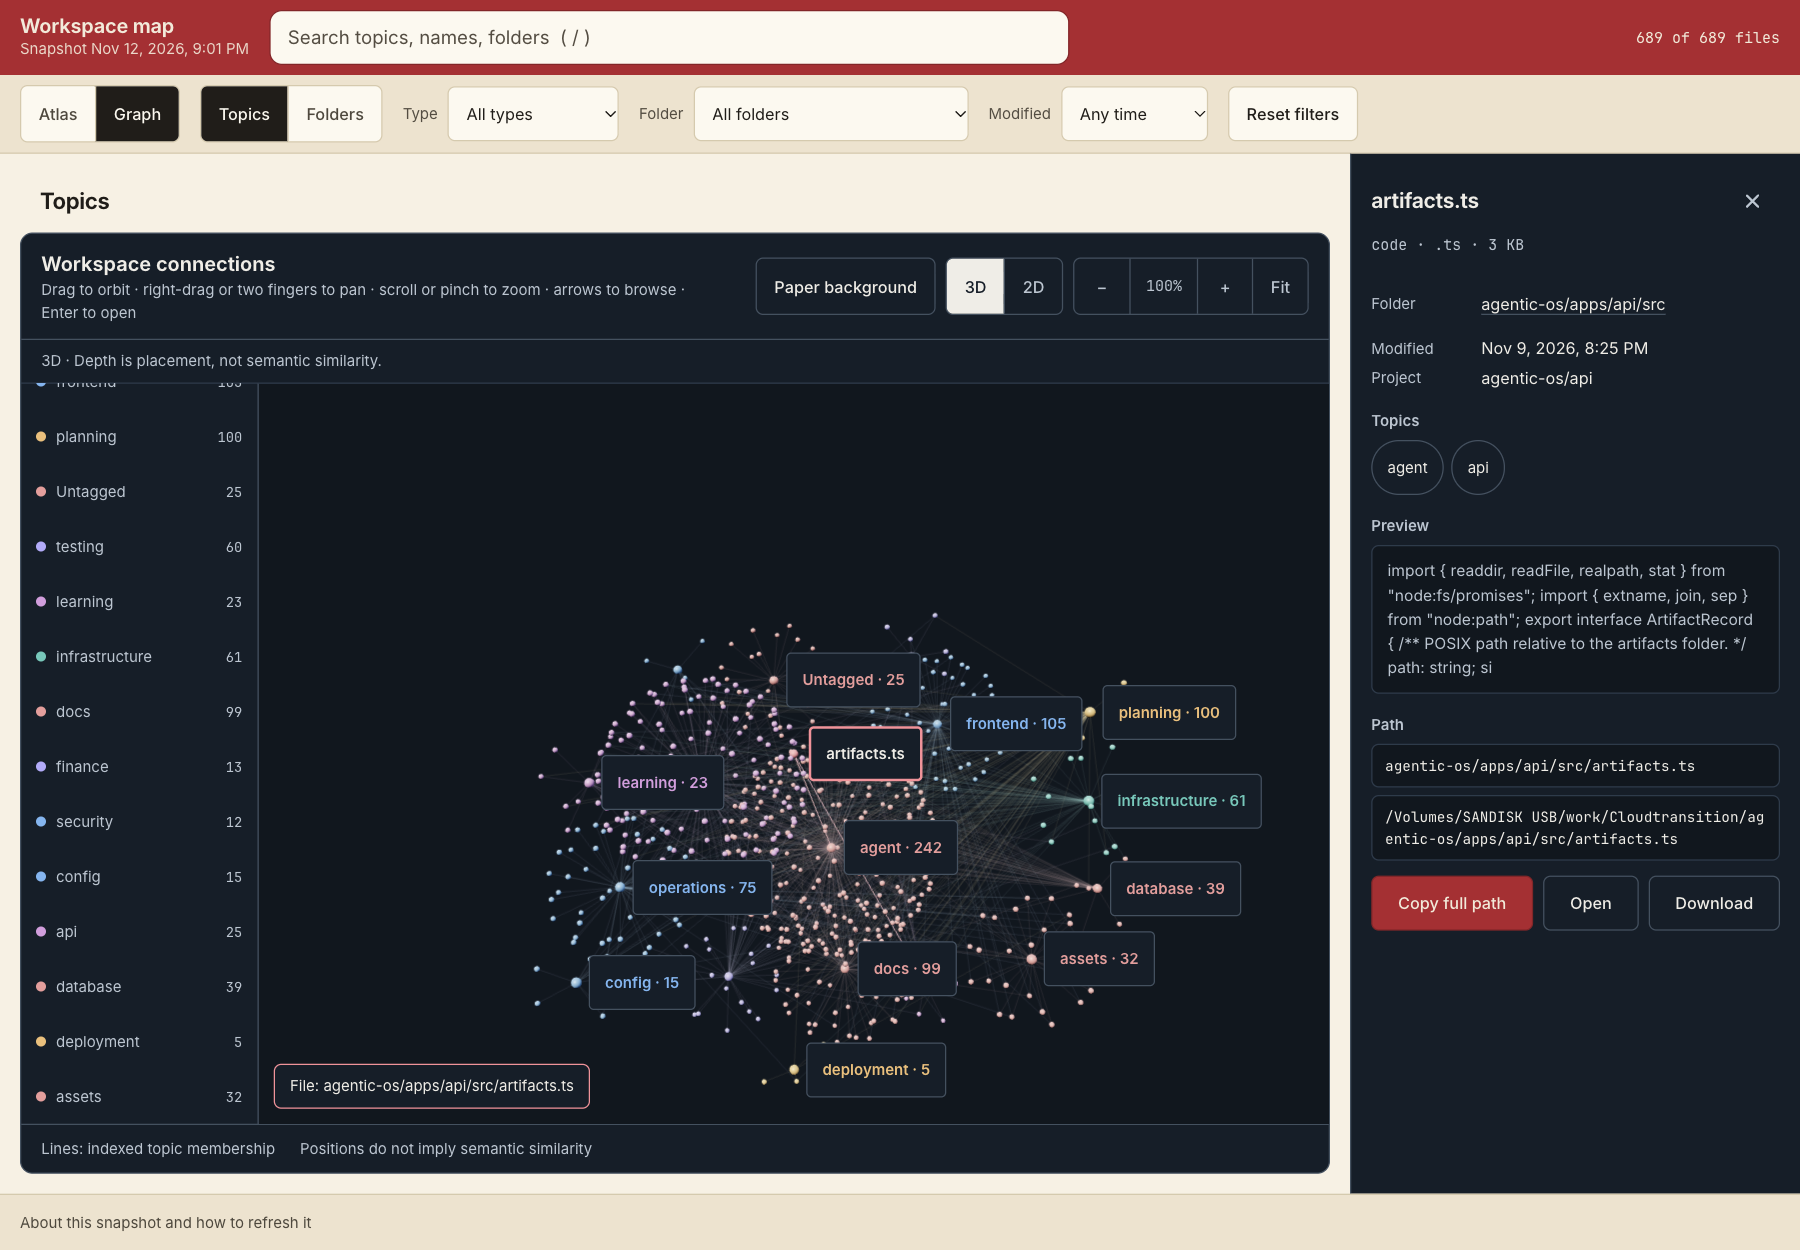 Workspace map
Snapshot Nov 12, 2026, 9:01 PM
Search topics, names, folders ( / )
689 of 689 files
Atlas
Graph
Topics
Folders
Type
All types
Folder
All folders
Modified
Any time
Reset filters
Topics
Workspace connections
Drag to orbit · right-drag or two fingers to pan · scroll or pinch to zoom · arrows to browse ·
Enter to open
Paper background
3D
2D
−
100%
+
Fit
3D · Depth is placement, not semantic similarity.
planning 100
Untagged 25
testing 60
learning 23
infrastructure 61
docs 99
finance 13
security 12
config 15
api 25
database 39
deployment 5
assets 32
Untagged · 25
planning · 100
frontend · 105
artifacts.ts
learning · 23
infrastructure · 61
agent · 242
operations · 75
database · 39
assets · 32
docs · 99
config · 15
deployment · 5
File: agentic-os/apps/api/src/artifacts.ts
Lines: indexed topic membership
Positions do not imply semantic similarity
artifacts.ts
✕
code · .ts · 3 KB
Folder agentic-os/apps/api/src
Modified Nov 9, 2026, 8:25 PM
Project agentic-os/api
Topics
agent
api
Preview
import { readdir, readFile, realpath, stat } from
"node:fs/promises"; import { extname, join, sep }
from "node:path"; export interface ArtifactRecord
{ /** POSIX path relative to the artifacts folder. */
path: string; si
Path
agentic-os/apps/api/src/artifacts.ts
/Volumes/SANDISK USB/work/Cloudtransition/ag
entic-os/apps/api/src/artifacts.ts
Copy full path
Open
Download
About this snapshot and how to refresh it